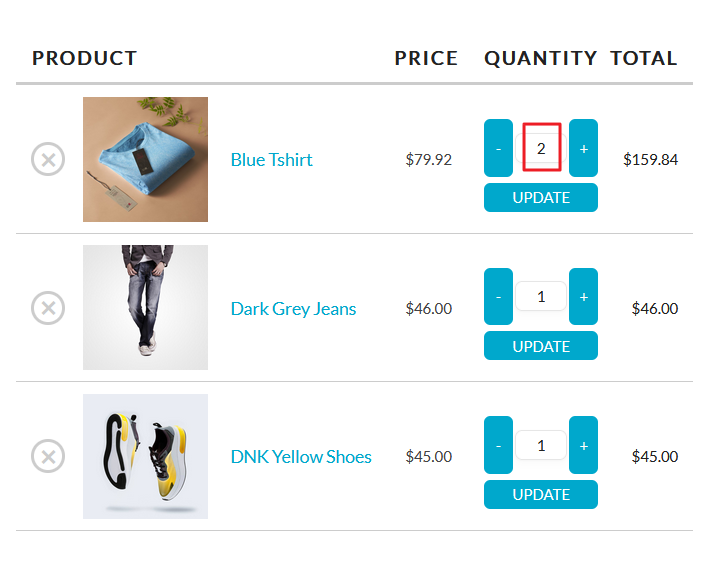 PRODUCT PRICE QUANTITY TOTAL
Blue Tshirt $79.92 - 2 + $159.84
UPDATE
Dark Grey Jeans $46.00 - 1 + $46.00
UPDATE
DNK Yellow Shoes $45.00 - 1 + $45.00
UPDATE